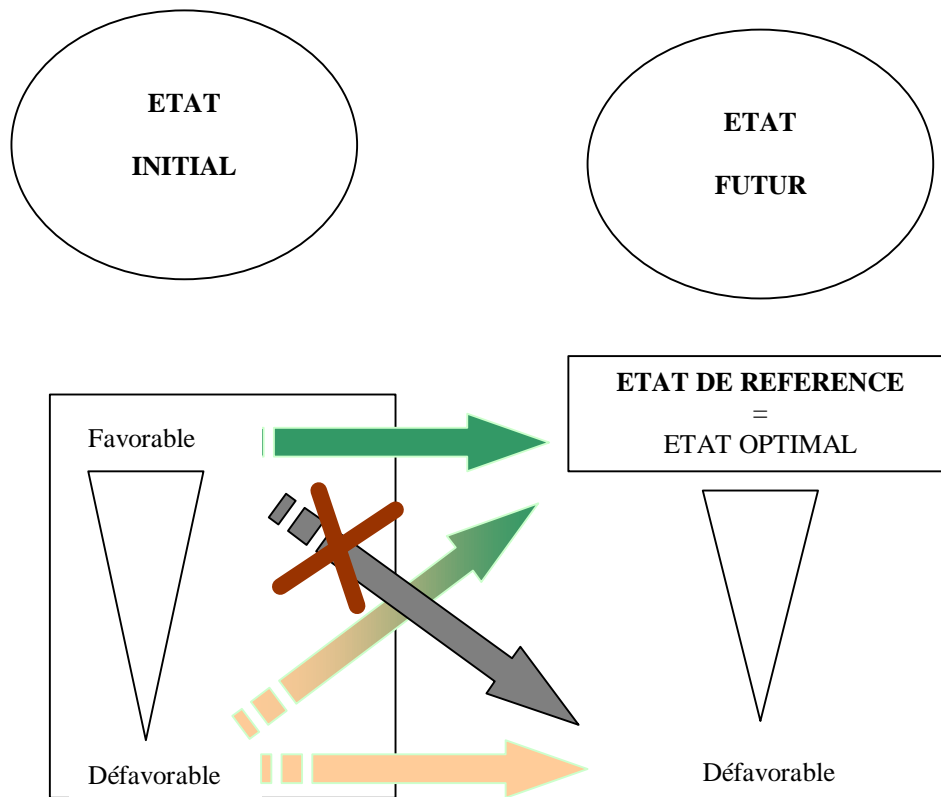 ETAT
INITIAL
ETAT
FUTUR
ETAT DE REFERENCE
=
ETAT OPTIMAL
Favorable
Défavorable
Défavorable